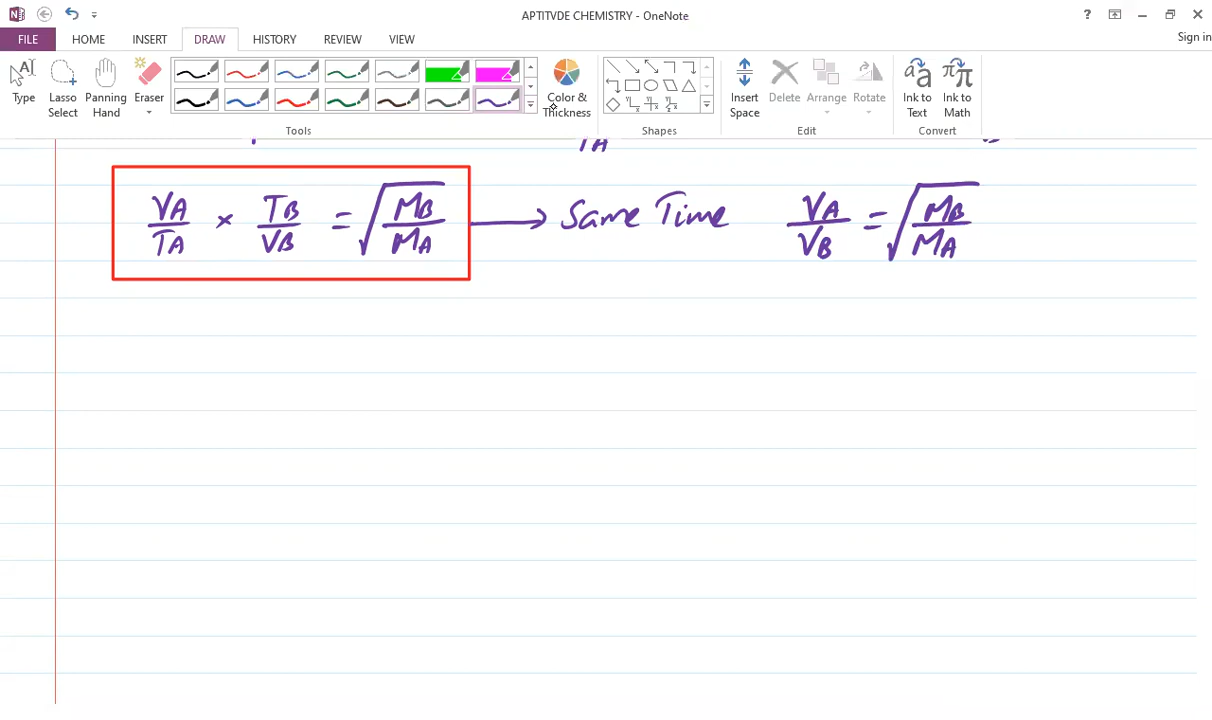 APTITVDE CHEMISTRY - OneNote
?
Sign in
FILE HOME INSERT DRAW HISTORY REVIEW VIEW
Type
Lasso Select
Panning Hand
Eraser
Color & Thickness
Insert Space
Delete
Arrange
Rotate
Ink to Text
Ink to Math
Tools
Shapes
Edit
Convert
TA
VA/TA × TB/VB = √(MB/MA) → Same Time VA/VB = √(MB/MA)